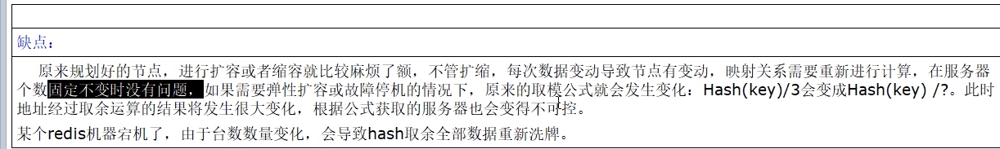 缺点：
原来规划好的节点，进行扩容或者缩容就比较麻烦了额，不管扩缩，每次数据变动导致节点有变动，映射关系需要重新进行计算，在服务器
个数固定不变时没有问题，如果需要弹性扩容或故障停机的情况下，原来的取模公式就会发生变化：Hash(key)/3会变成Hash(key) /?。此时
地址经过取余运算的结果将发生很大变化，根据公式获取的服务器也会变得不可控。
某个redis机器宕机了，由于台数数量变化，会导致hash取余全部数据重新洗牌。